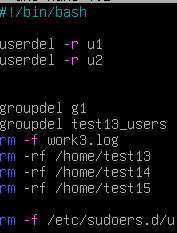 #!/bin/bash
userdel -r u1
userdel -r u2
groupdel g1
groupdel test13_users
rm -f work3.log
rm -rf /home/test13
rm -rf /home/test14
rm -rf /home/test15
rm -f /etc/sudoers.d/u